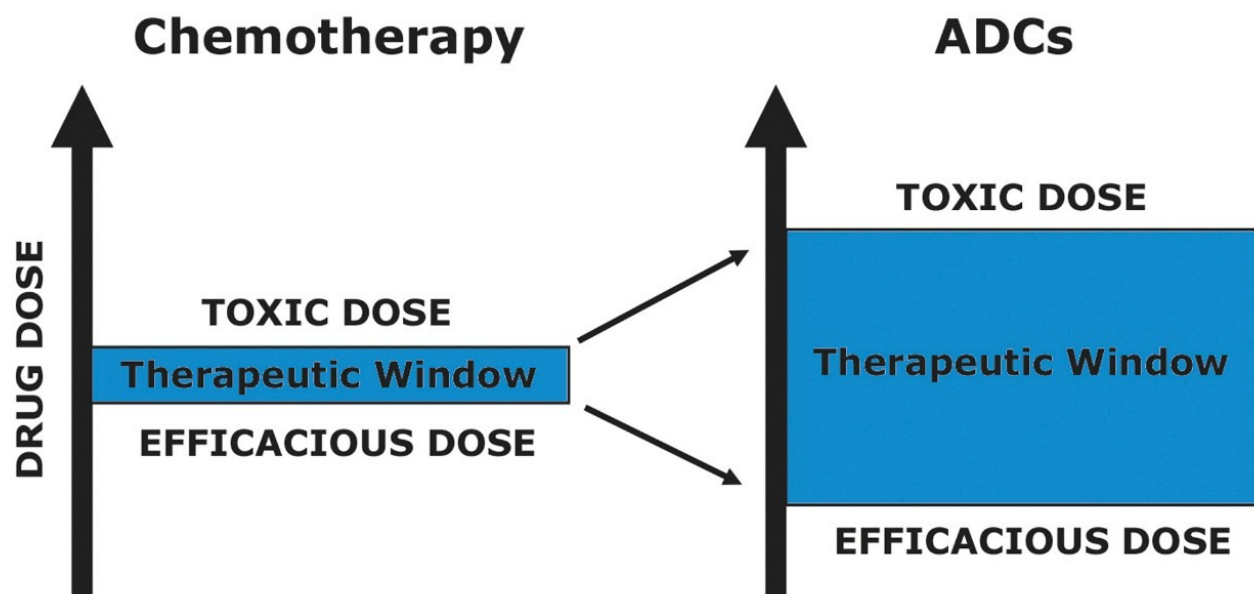 Chemotherapy
DRUG DOSE
TOXIC DOSE
Therapeutic Window
EFFICACIOUS DOSE
ADCs
TOXIC DOSE
Therapeutic Window
EFFICACIOUS DOSE